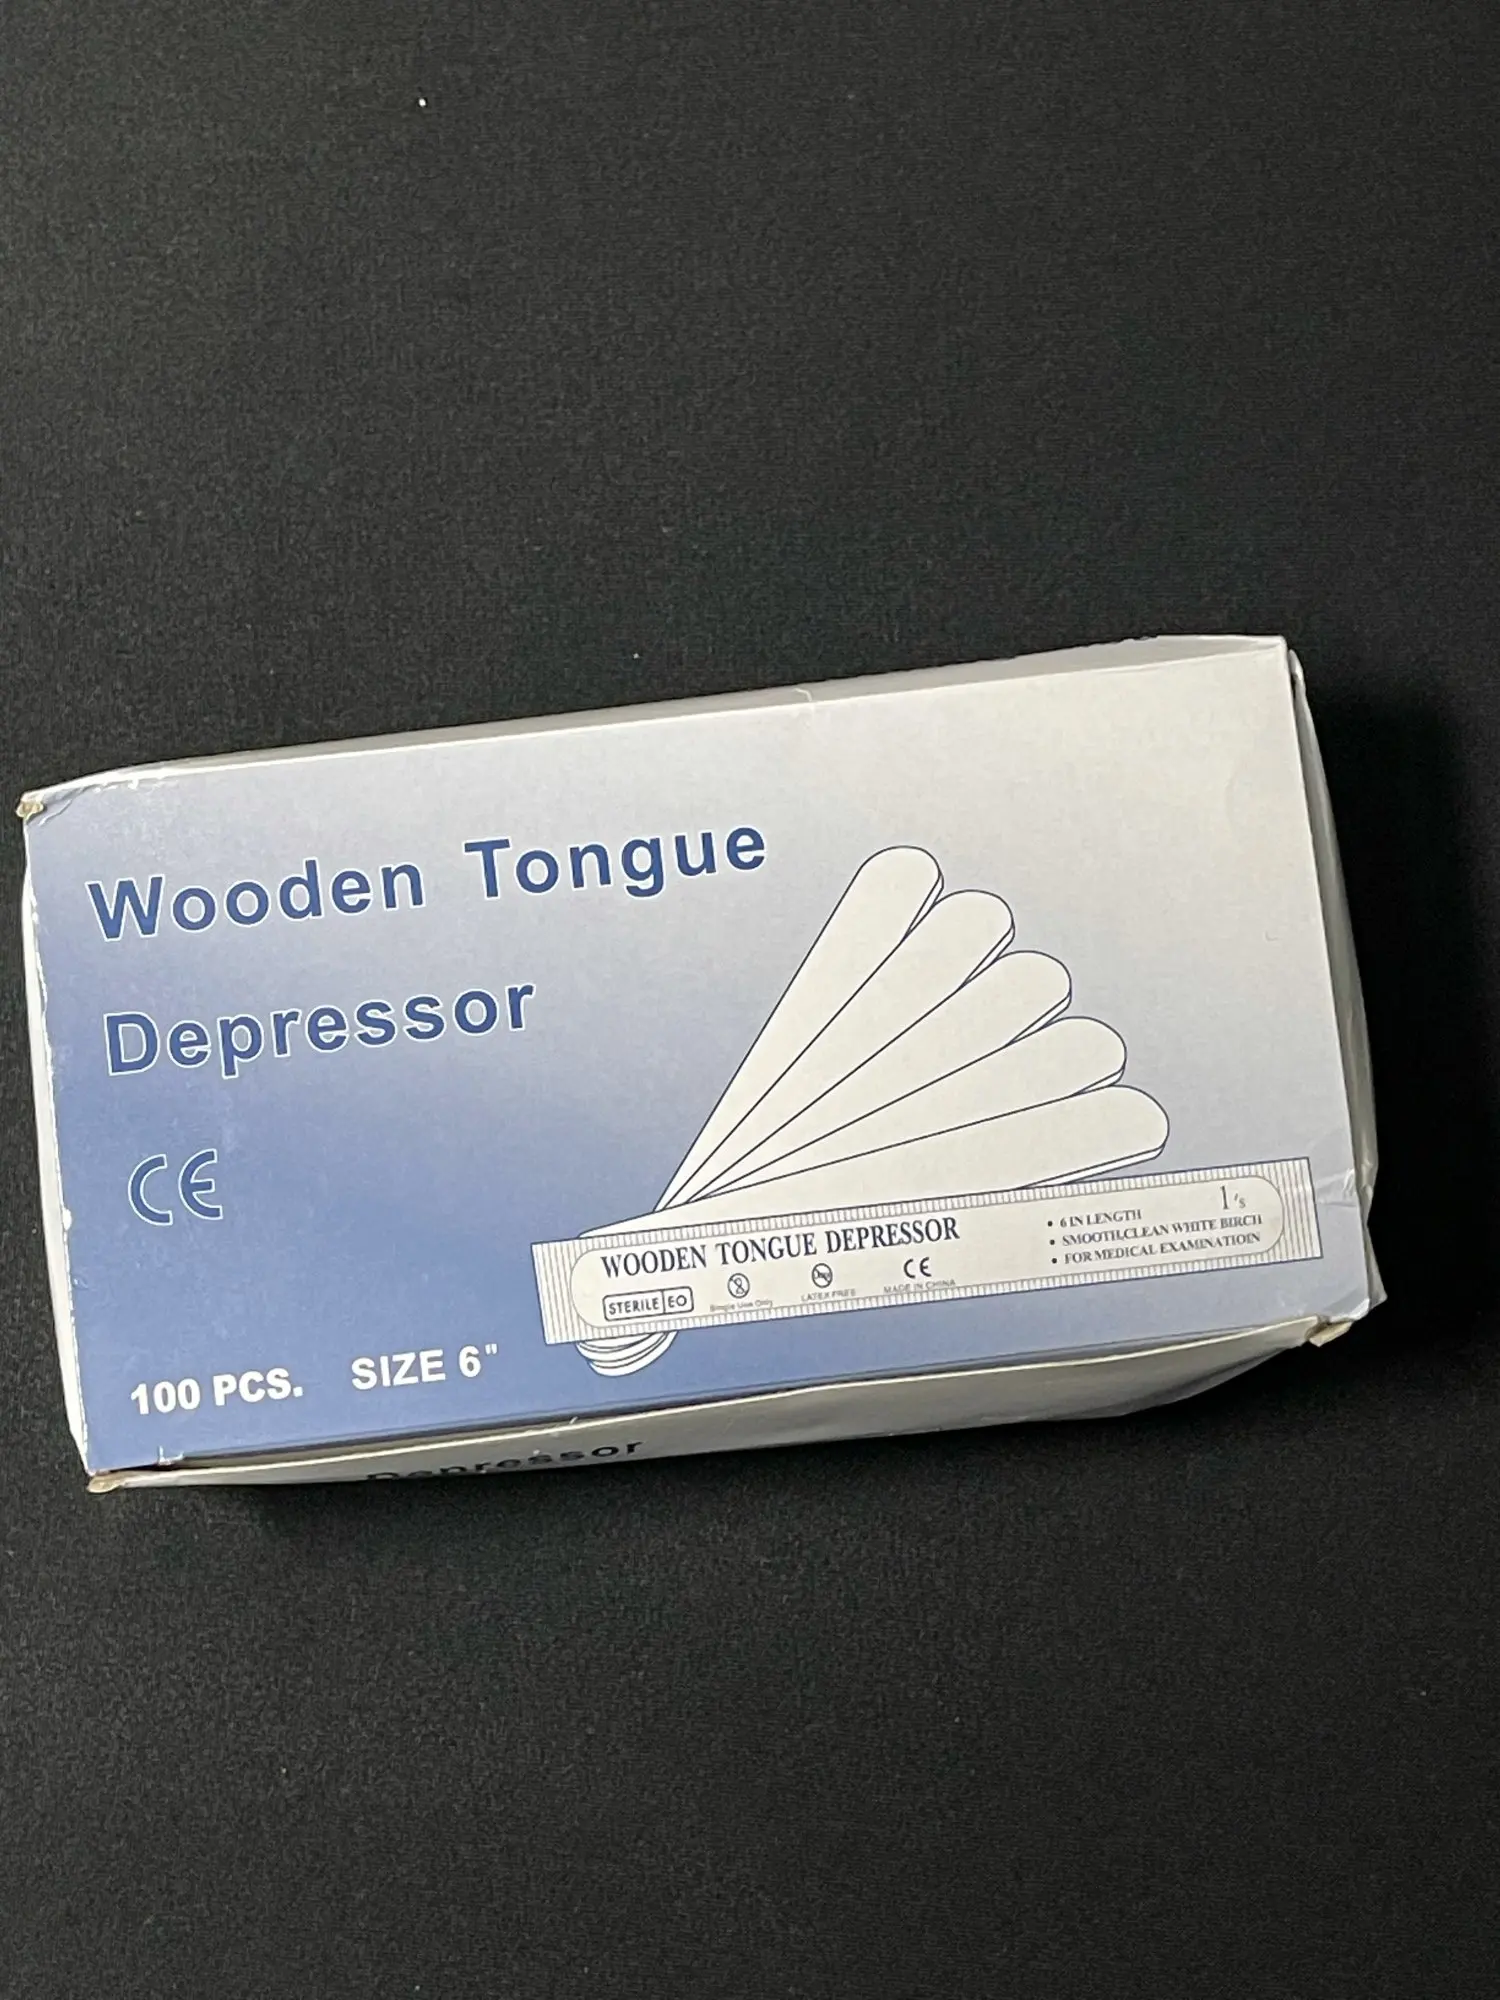 Wooden Tongue
Depressor
CE
100 PCS. SIZE 6"
1's
WOODEN TONGUE DEPRESSOR
• 6 IN LENGTH
• SMOOTH,CLEAN WHITE BIRCH
• FOR MEDICAL EXAMINATIOIN
STERILE EO
Single Use Only
LATEX FREE
CE
MADE IN CHINA
Depressor